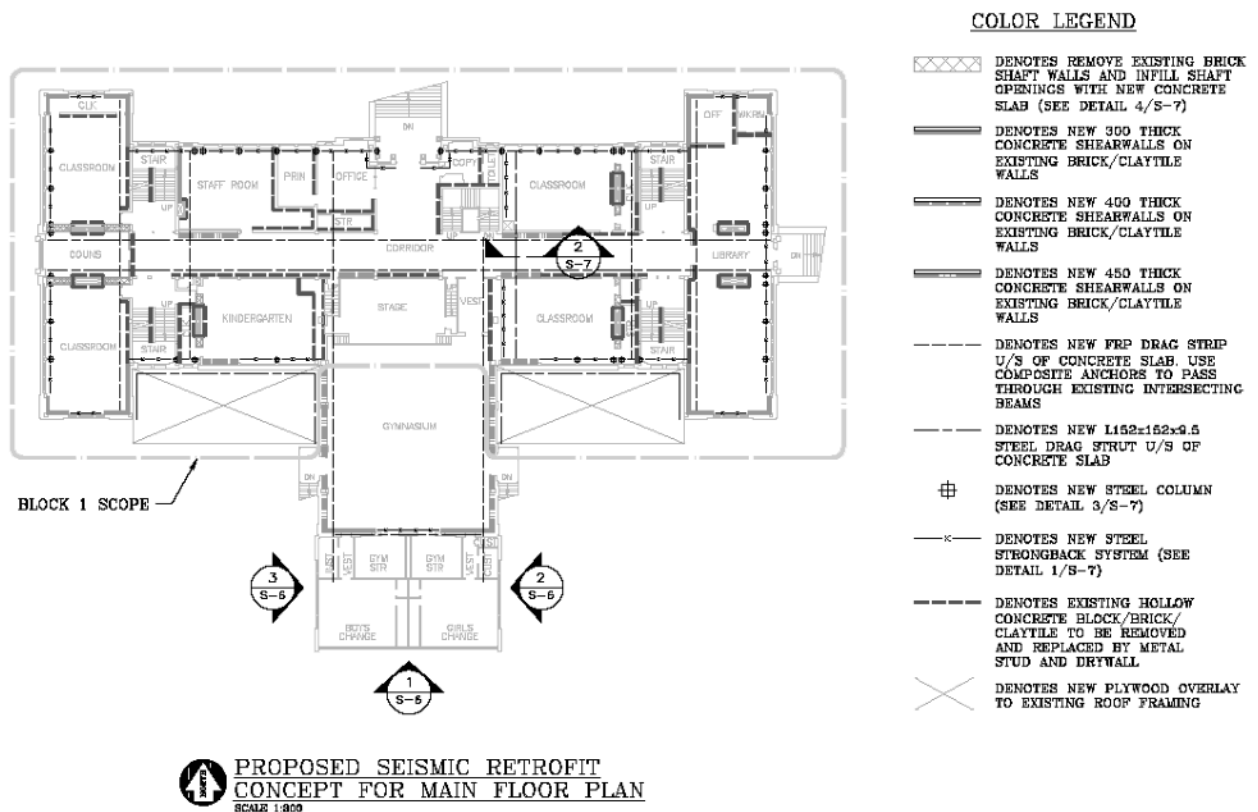 COLOR LEGEND
DENOTES REMOVE EXISTING BRICK
SHAFT WALLS AND INFILL SHAFT
OPENINGS WITH NEW CONCRETE
SLAB (SEE DETAIL 4/S-7)
DENOTES NEW 300 THICK
CONCRETE SHEARWALLS ON
EXISTING BRICK/CLAYTILE
WALLS
DENOTES NEW 400 THICK
CONCRETE SHEARWALLS ON
EXISTING BRICK/CLAYTILE
WALLS
DENOTES NEW 450 THICK
CONCRETE SHEARWALLS ON
EXISTING BRICK/CLAYTILE
WALLS
DENOTES NEW FRP DRAG STRIP
U/S OF CONCRETE SLAB. USE
COMPOSITE ANCHORS TO PASS
THROUGH EXISTING INTERSECTING
BEAMS
DENOTES NEW L152x152x9.5
STEEL DRAG STRUT U/S OF
CONCRETE SLAB
DENOTES NEW STEEL COLUMN
(SEE DETAIL 3/S-7)
DENOTES NEW STEEL
STRONGBACK SYSTEM (SEE
DETAIL 1/S-7)
DENOTES EXISTING HOLLOW
CONCRETE BLOCK/BRICK/
CLAYTILE TO BE REMOVED
AND REPLACED BY METAL
STUD AND DRYWALL
DENOTES NEW PLYWOOD OVERLAY
TO EXISTING ROOF FRAMING
CLK
CLASSROOM
STAIR
UP
STAFF ROOM
PRIN
OFFICE
STR
DN
COPY
UP
CLASSROOM
STAIR
UP
OFF
WKRM
COUNS
CORRIDOR
2
S-7
LIBRARY
DN
CLASSROOM
UP
STAIR
KINDERGARTEN
STAGE
UP
VEST
CLASSROOM
UP
STAIR
GYMNASIUM
BLOCK 1 SCOPE
DN
DN
3
S-6
VEST
GYM
STR
GYM
STR
VEST
CUST
2
S-6
BOYS
CHANGE
GIRLS
CHANGE
1
S-6
PROPOSED SEISMIC RETROFIT
CONCEPT FOR MAIN FLOOR PLAN
SCALE 1:300